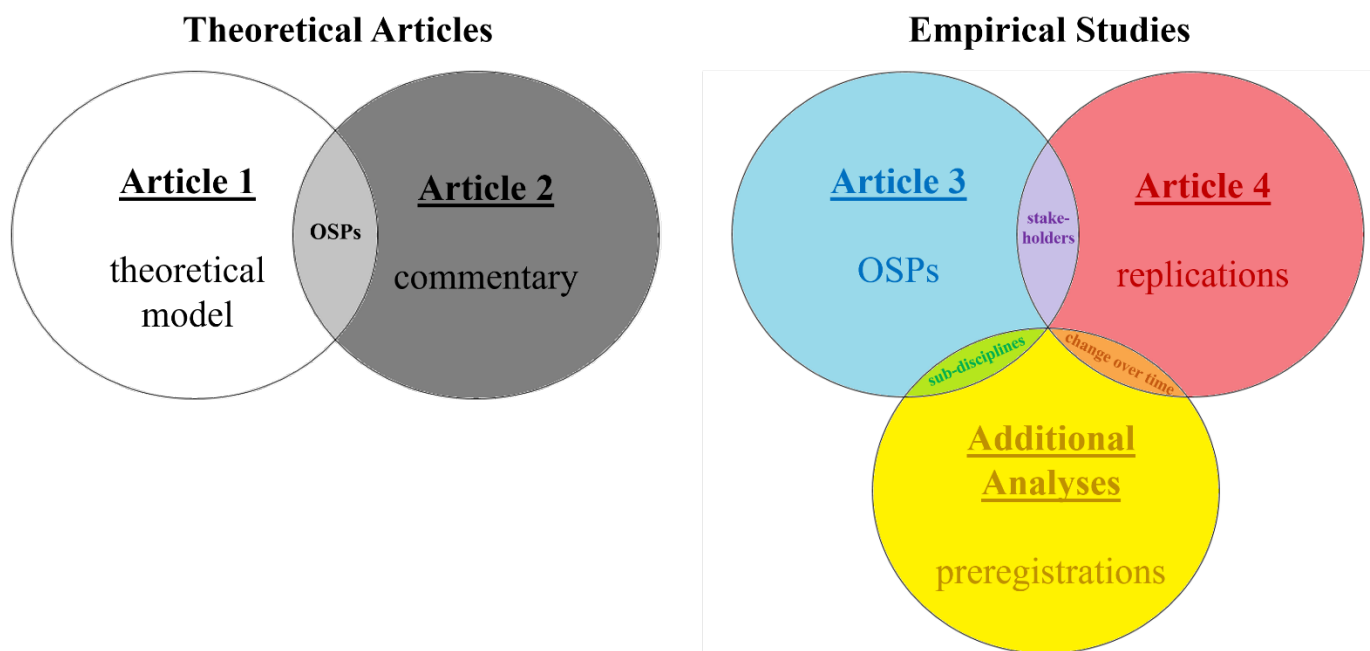 Theoretical Articles
Article 1
theoretical
model
OSPs
Article 2
commentary
Empirical Studies
Article 3
OSPs
stake-
holders
Article 4
replications
sub-disciplines
change over time
Additional
Analyses
preregistrations